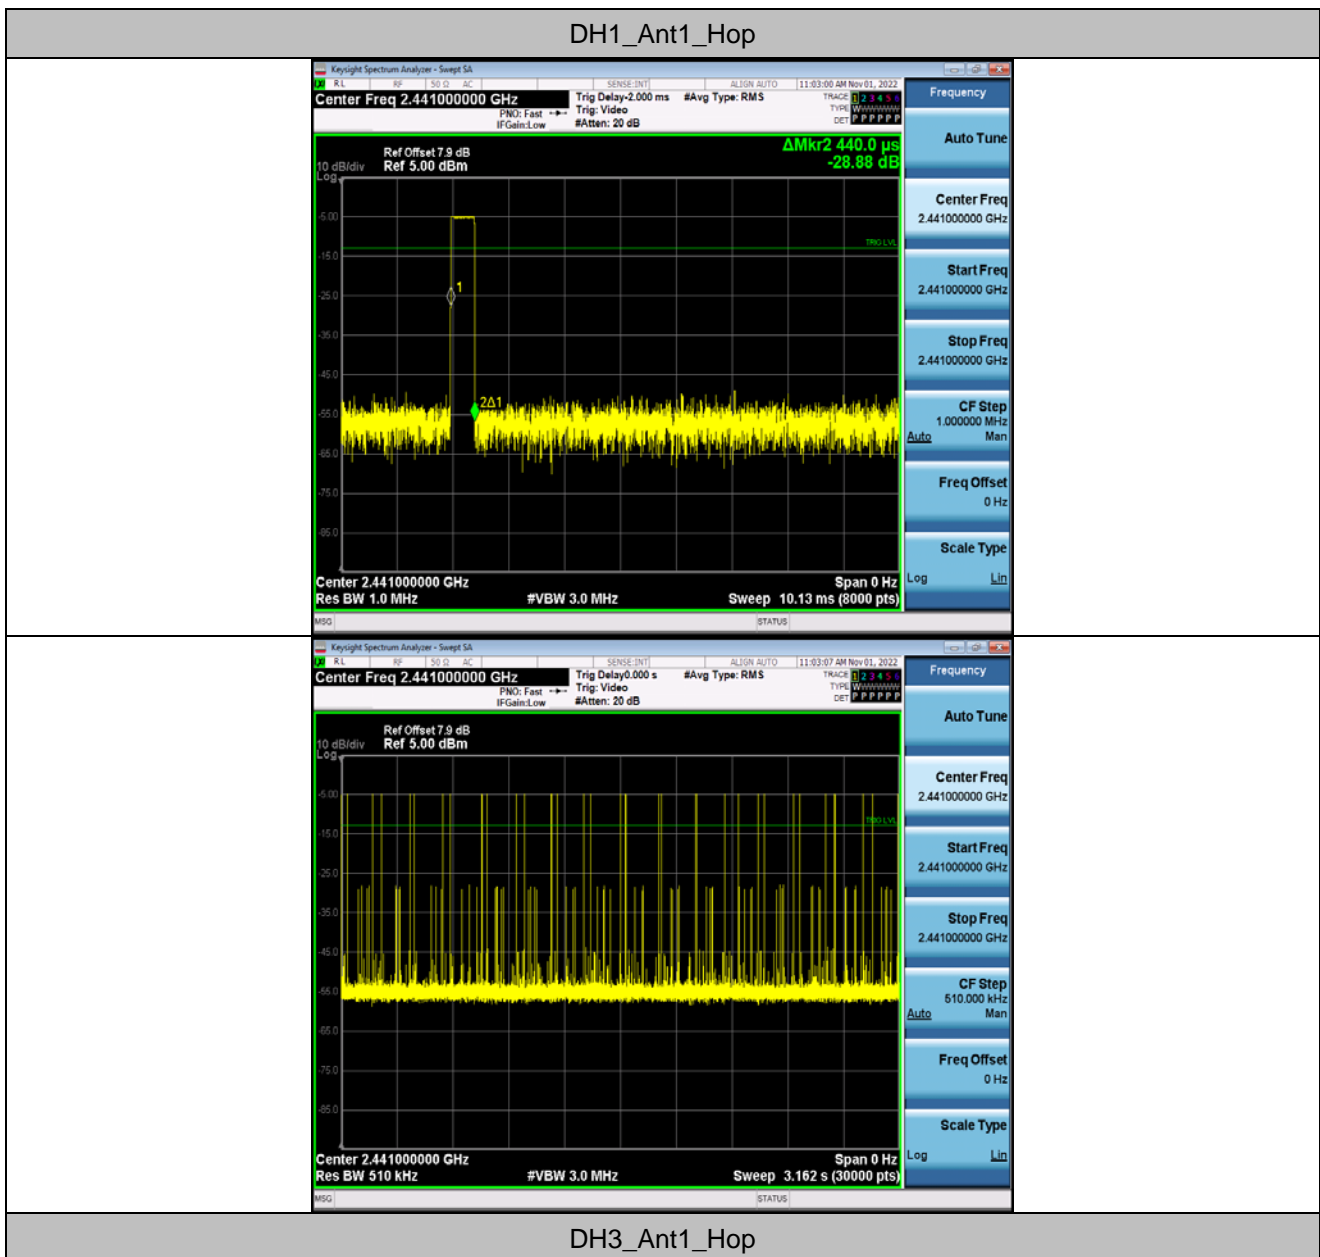 DH1_Ant1_Hop
Keysight Spectrum Analyzer - Swept SA
RL RF 50 Ω AC SENSE:INT ALIGN AUTO 11:03:00 AM Nov 01, 2022
Center Freq 2.441000000 GHz Trig Delay-2.000 ms #Avg Type: RMS TRACE 1 2 3 4 5 6
PNO: Fast Trig: Video TYPE W
IFGain:Low #Atten: 20 dB DET P P P P P P
Frequency
Auto Tune
ΔMkr2 440.0 µs
-28.88 dB
Ref Offset 7.9 dB
10 dB/div Ref 5.00 dBm
Log
-5.00
TRIG LVL
-15.0
-25.0
1
-35.0
-45.0
2Δ1
-55.0
-65.0
-75.0
-85.0
Center 2.441000000 GHz Span 0 Hz
Res BW 1.0 MHz #VBW 3.0 MHz Sweep 10.13 ms (8000 pts)
MSG STATUS
Center Freq
2.441000000 GHz
Start Freq
2.441000000 GHz
Stop Freq
2.441000000 GHz
CF Step
1.000000 MHz
Auto Man
Freq Offset
0 Hz
Scale Type
Log Lin
Keysight Spectrum Analyzer - Swept SA
RL RF 50 Ω AC SENSE:INT ALIGN AUTO 11:03:07 AM Nov 01, 2022
Center Freq 2.441000000 GHz Trig Delay0.000 s #Avg Type: RMS TRACE 1 2 3 4 5 6
PNO: Fast Trig: Video TYPE W
IFGain:Low #Atten: 20 dB DET P P P P P P
Frequency
Auto Tune
Ref Offset 7.9 dB
10 dB/div Ref 5.00 dBm
Log
-5.00
TRIG LVL
-15.0
-25.0
-35.0
-45.0
-55.0
-65.0
-75.0
-85.0
Center 2.441000000 GHz Span 0 Hz
Res BW 510 kHz #VBW 3.0 MHz Sweep 3.162 s (30000 pts)
MSG STATUS
Center Freq
2.441000000 GHz
Start Freq
2.441000000 GHz
Stop Freq
2.441000000 GHz
CF Step
510.000 kHz
Auto Man
Freq Offset
0 Hz
Scale Type
Log Lin
DH3_Ant1_Hop